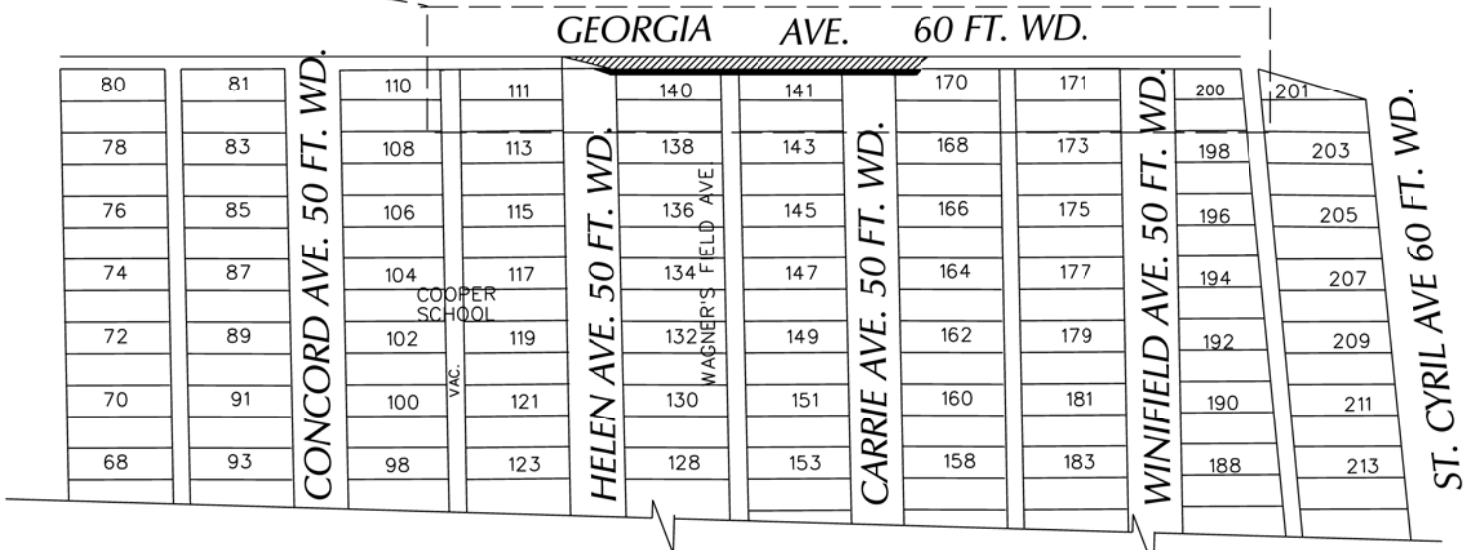 GEORGIA AVE. 60 FT. WD.
80 81 110 111 140 141 170 171 200 201
78 83 108 113 138 143 168 173 198 203
76 85 106 115 136 145 166 175 196 205
74 87 104 117 134 147 164 177 194 207
72 89 102 119 132 149 162 179 192 209
70 91 100 121 130 151 160 181 190 211
68 93 98 123 128 153 158 183 188 213
CONCORD AVE. 50 FT. WD.
COOPER
SCHOOL
VAC.
HELEN AVE. 50 FT. WD.
WAGNER'S FIELD AVE.
CARRIE AVE. 50 FT. WD.
WINIFIELD AVE. 50 FT. WD.
ST. CYRIL AVE 60 FT. WD.